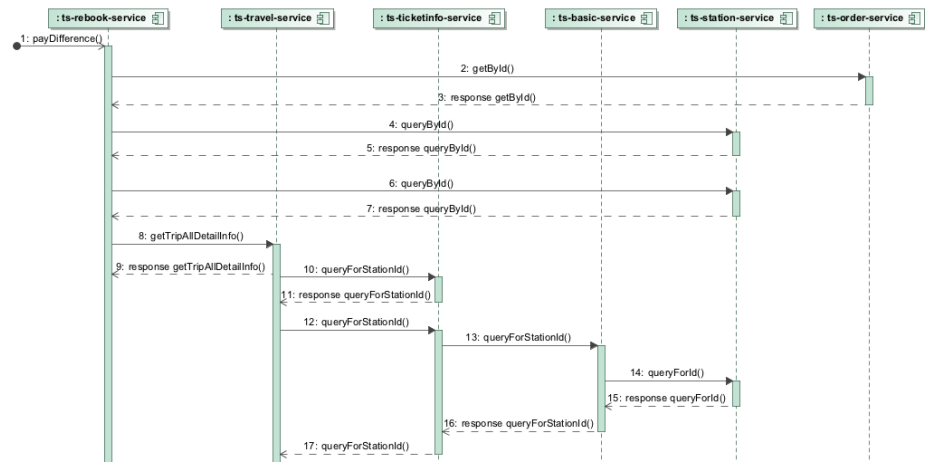 : ts-rebook-service
: ts-travel-service
: ts-ticketinfo-service
: ts-basic-service
: ts-station-service
: ts-order-service
1: payDifference()
2: getById()
3: response getById()
4: queryById()
5: response queryById()
6: queryById()
7: response queryById()
8: getTripAllDetailInfo()
9: response getTripAllDetailInfo()
10: queryForStationId()
11: response queryForStationId()
12: queryForStationId()
13: queryForStationId()
14: queryForId()
15: response queryForId()
16: response queryForStationId()
17: queryForStationId()